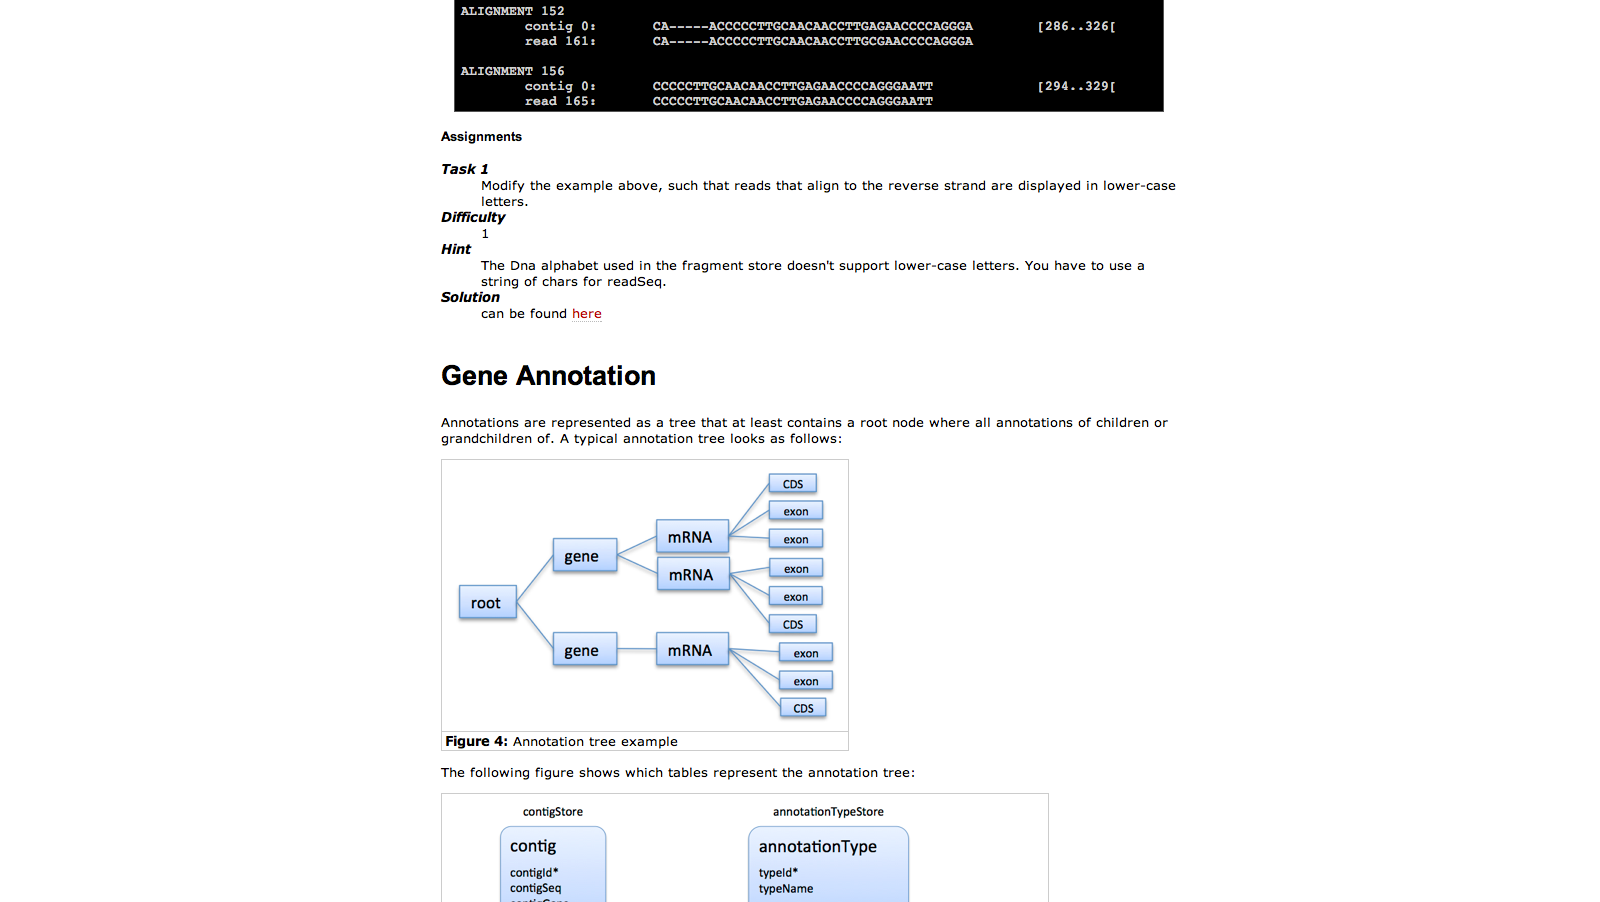 ALIGNMENT 152
contig 0: CA-----ACCCCCTTGCAACAACCTTGAGAACCCCAGGGA [286..326[
read 161: CA-----ACCCCCTTGCAACAACCTTGCGAACCCCAGGGA
ALIGNMENT 156
contig 0: CCCCCTTGCAACAACCTTGAGAACCCCAGGGAATT [294..329[
read 165: CCCCCTTGCAACAACCTTGAGAACCCCAGGGAATT
Assignments
Task 1
Modify the example above, such that reads that align to the reverse strand are displayed in lower-case
letters.
Difficulty
1
Hint
The Dna alphabet used in the fragment store doesn't support lower-case letters. You have to use a
string of chars for readSeq.
Solution
can be found here
Gene Annotation
Annotations are represented as a tree that at least contains a root node where all annotations of children or
grandchildren of. A typical annotation tree looks as follows:
CDS
exon
mRNA
exon
gene
exon
mRNA
exon
root
CDS
gene
mRNA
exon
exon
CDS
Figure 4: Annotation tree example
The following figure shows which tables represent the annotation tree:
contigStore
annotationTypeStore
contig
annotationType
contigId*
typeId*
contigSeq
typeName